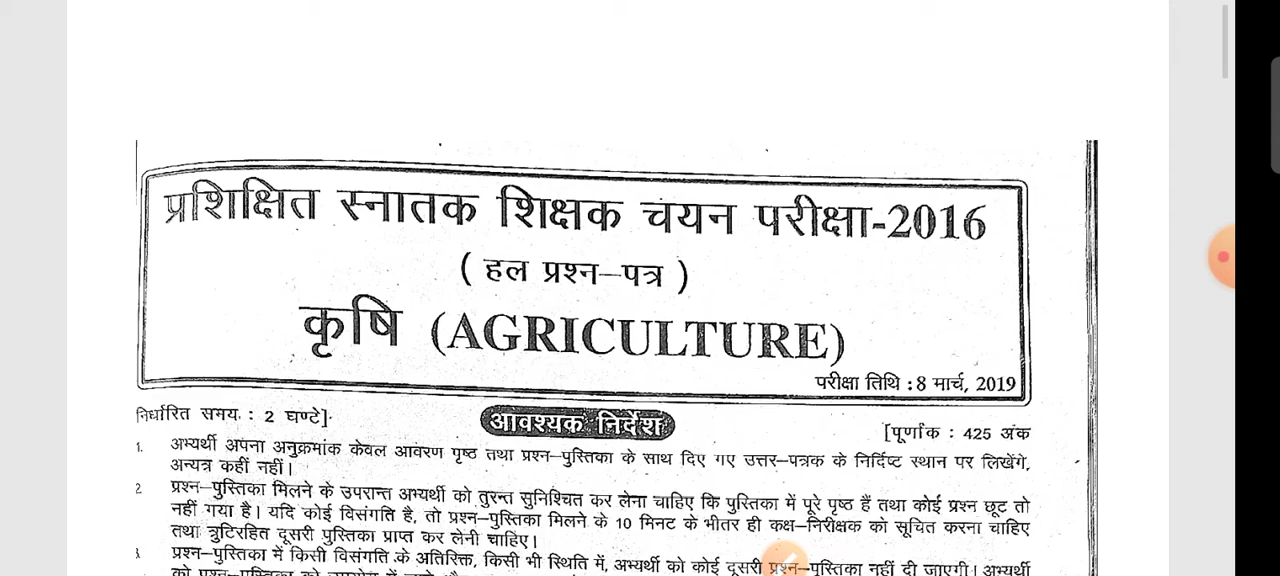 प्रशिक्षित स्नातक शिक्षक चयन परीक्षा-2016
( हल प्रश्न-पत्र )
कृषि (AGRICULTURE)
परीक्षा तिथि : 8 मार्च, 2019
निर्धारित समय : 2 घण्टे]
आवश्यक निर्देश
[पूर्णांक : 425 अंक
1. अभ्यर्थी अपना अनुक्रमांक केवल आवरण पृष्ठ तथा प्रश्न-पुस्तिका के साथ दिए गए उत्तर-पत्रक के निर्दिष्ट स्थान पर लिखेंगे,
अन्यत्र कहीं नहीं।
2. प्रश्न-पुस्तिका मिलने के उपरान्त अभ्यर्थी को तुरन्त सुनिश्चित कर लेना चाहिए कि पुस्तिका में पूरे पृष्ठ हैं तथा कोई प्रश्न छूट तो
नहीं गया है। यदि कोई विसंगति है, तो प्रश्न-पुस्तिका मिलने के 10 मिनट के भीतर ही कक्ष-निरीक्षक को सूचित करना चाहिए
तथा त्रुटिरहित दूसरी पुस्तिका प्राप्त कर लेनी चाहिए।
3. प्रश्न-पुस्तिका में किसी विसंगति के अतिरिक्त, किसी भी स्थिति में, अभ्यर्थी को कोई दूसरी प्रश्न-पुस्तिका नहीं दी जाएगी। अभ्यर्थी